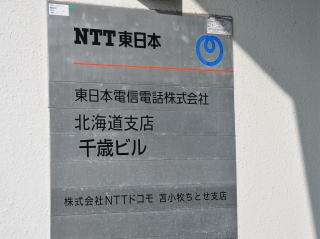 NTT東日本
東日本電信電話株式会社
北海道支店
千歳ビル
株式会社NTTドコモ 苫小牧ちとせ支店